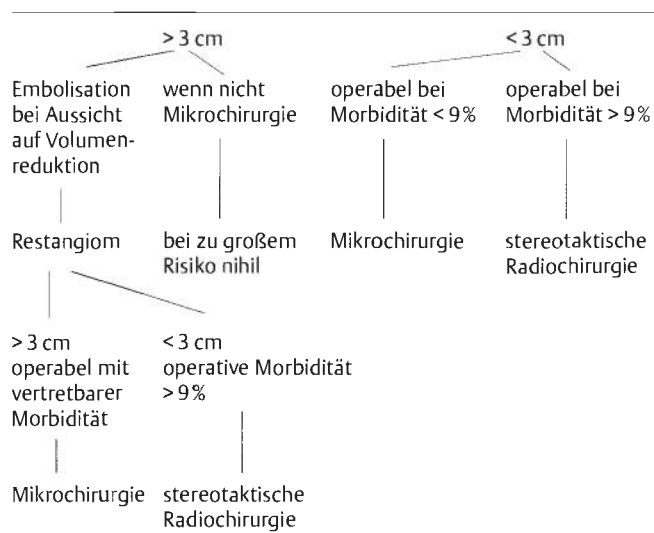 > 3 cm
< 3 cm
Embolisation
bei Aussicht
auf Volumen-
reduktion
wenn nicht
Mikrochirurgie
operabel bei
Morbidität < 9%
operabel bei
Morbidität > 9%
Restangiom
bei zu großem
Risiko nihil
Mikrochirurgie
stereotaktische
Radiochirurgie
> 3 cm
operabel mit
vertretbarer
Morbidität
< 3 cm
operative Morbidität
> 9%
Mikrochirurgie
stereotaktische
Radiochirurgie